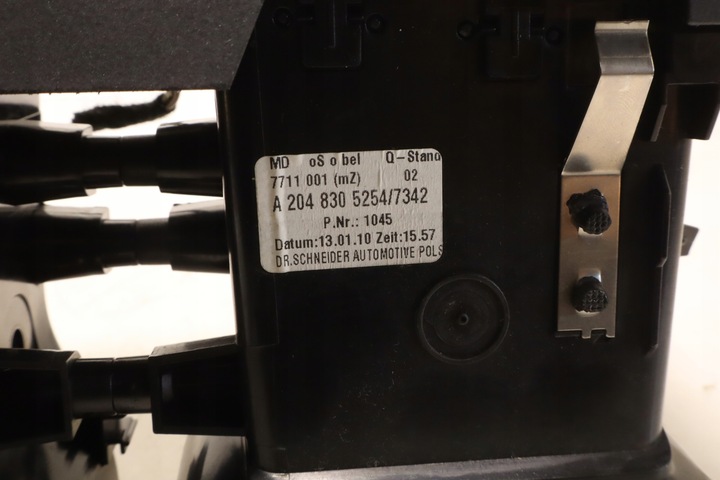 MD oS o bel Q-Stand
7711 001 (mZ) 02
A 204 830 5254/7342
P.Nr.: 1045
Datum:13.01.10 Zeit:15.57
DR.SCHNEIDER AUTOMOTIVE POLS